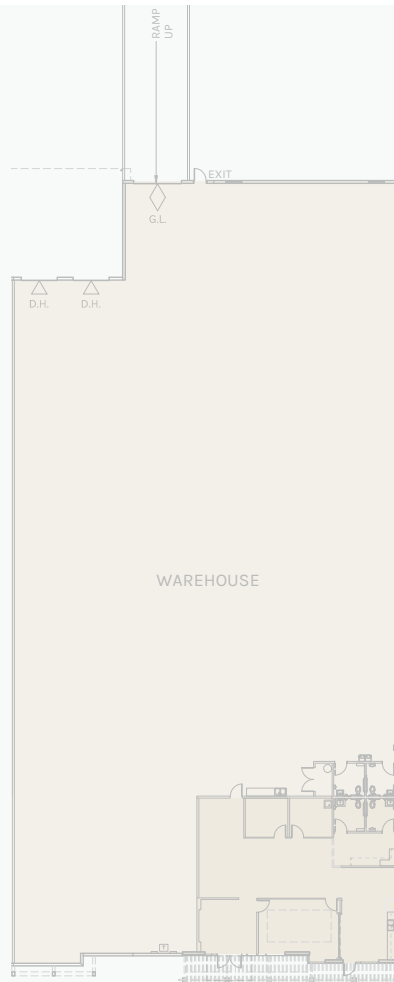 RAMP
UP
EXIT
G.L.
D.H.
D.H.
WAREHOUSE